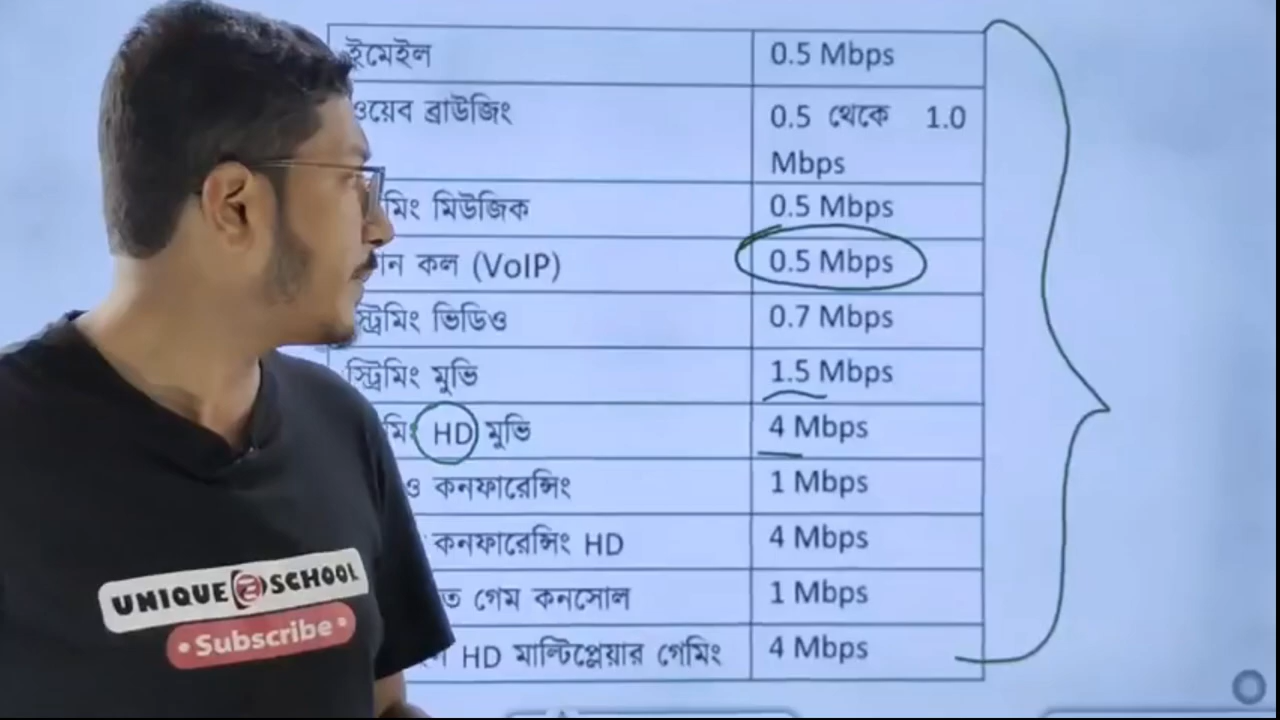 ইমেইল 0.5 Mbps
ওয়েব ব্রাউজিং 0.5 থেকে 1.0
Mbps
মিউজিক 0.5 Mbps
কল (VoIP) 0.5 Mbps
স্ট্রিমিং ভিডিও 0.7 Mbps
স্ট্রিমিং মুভি 1.5 Mbps
HD মুভি 4 Mbps
কনফারেন্সিং 1 Mbps
কনফারেন্সিং HD 4 Mbps
গেম কনসোল 1 Mbps
HD মাল্টিপ্লেয়ার গেমিং 4 Mbps
UNIQUE SCHOOL
Subscribe